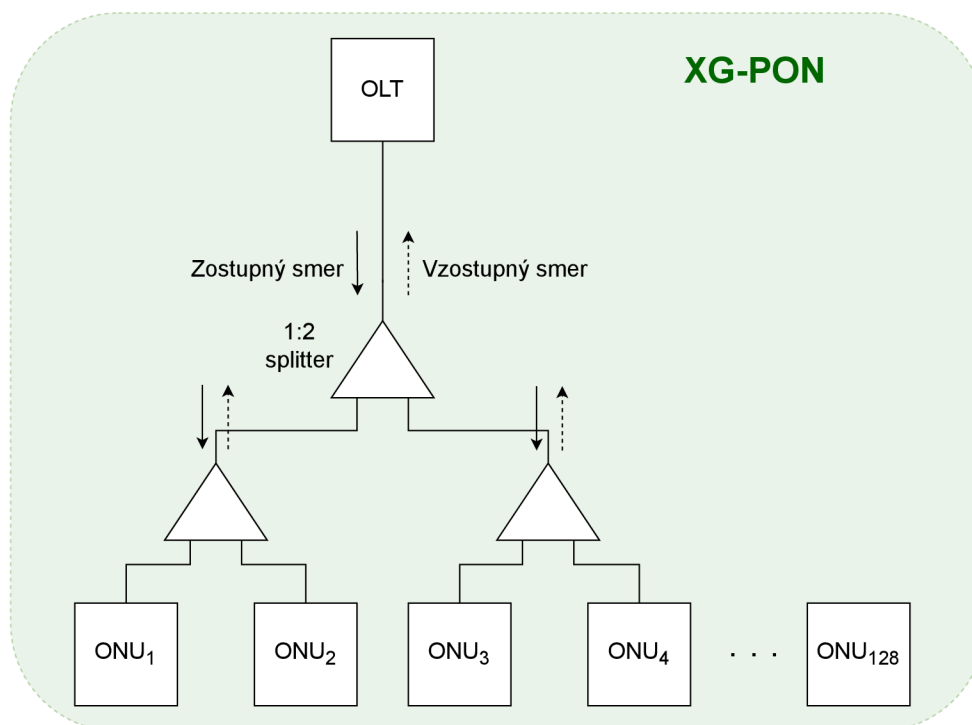 XG-PON
OLT
Zostupný smer
Vzostupný smer
1:2
splitter
ONU1
ONU2
ONU3
ONU4
. . .
ONU128